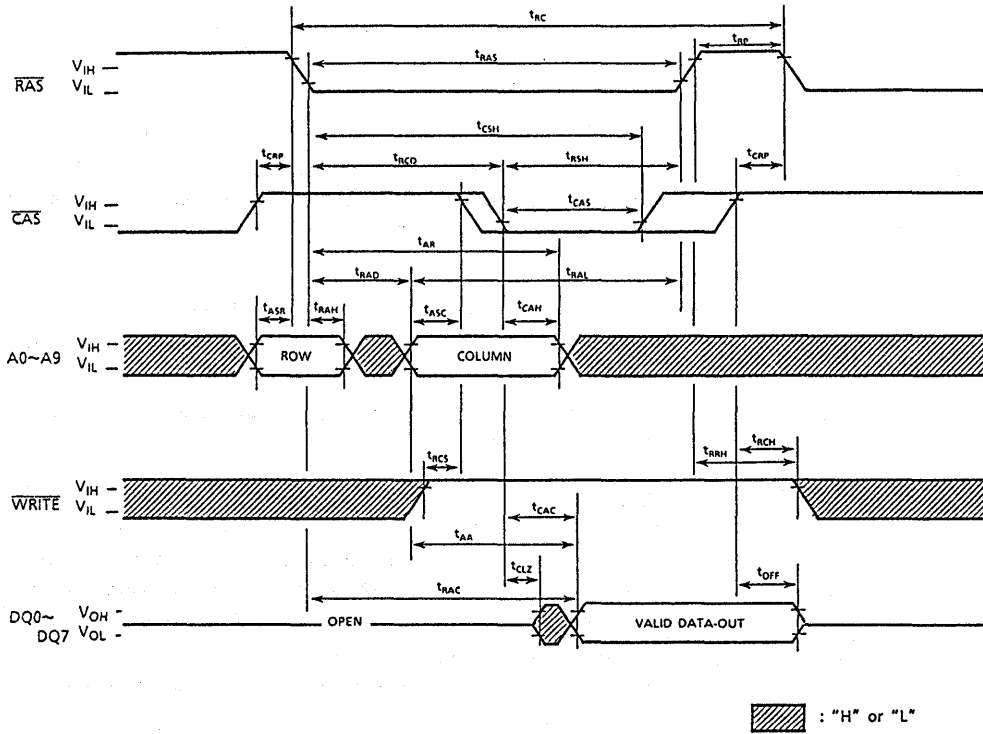 tRC
tRP
tRAS
RAS
VIH
VIL
tCSH
tCRP
tRCD
tRSH
tCRP
CAS
VIH
VIL
tCAS
tAR
tRAD
tRAL
tASR
tRAH
tASC
tCAH
A0~A9
VIH
VIL
ROW
COLUMN
tRCS
tRCH
tRRH
WRITE
VIH
VIL
tCAC
tAA
tCLZ
tOFF
tRAC
DQ0~
DQ7
VOH
VOL
OPEN
VALID DATA-OUT
: "H" or "L"